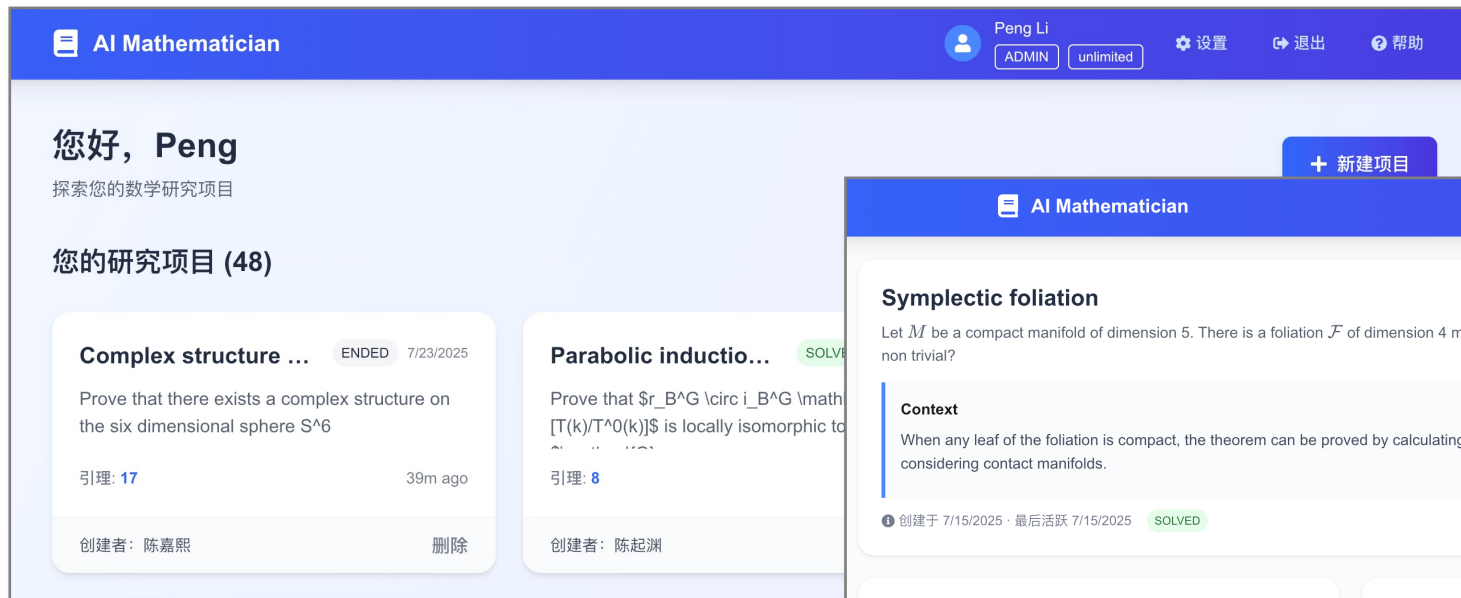 AI Mathematician
Peng Li
ADMIN
unlimited
设置
退出
帮助
您好，Peng
探索您的数学研究项目
新建项目
您的研究项目 (48)
Complex structure ...
ENDED
7/23/2025
Prove that there exists a complex structure on
the six dimensional sphere S^6
引理: 17
39m ago
创建者：陈嘉熙
删除
Parabolic inductio...
Prove that $r_B^G \circ i_B^G
[T(k)/T^0(k)]$ is locally isomorphic to
引理: 8
创建者：陈起渊
AI Mathematician
Symplectic foliation
Let M be a compact manifold of dimension 5. There is a foliation F of dimension 4
non trivial?
Context
When any leaf of the foliation is compact, the theorem can be proved by calculating
considering contact manifolds.
创建于 7/15/2025 · 最后活跃 7/15/2025
SOLVED